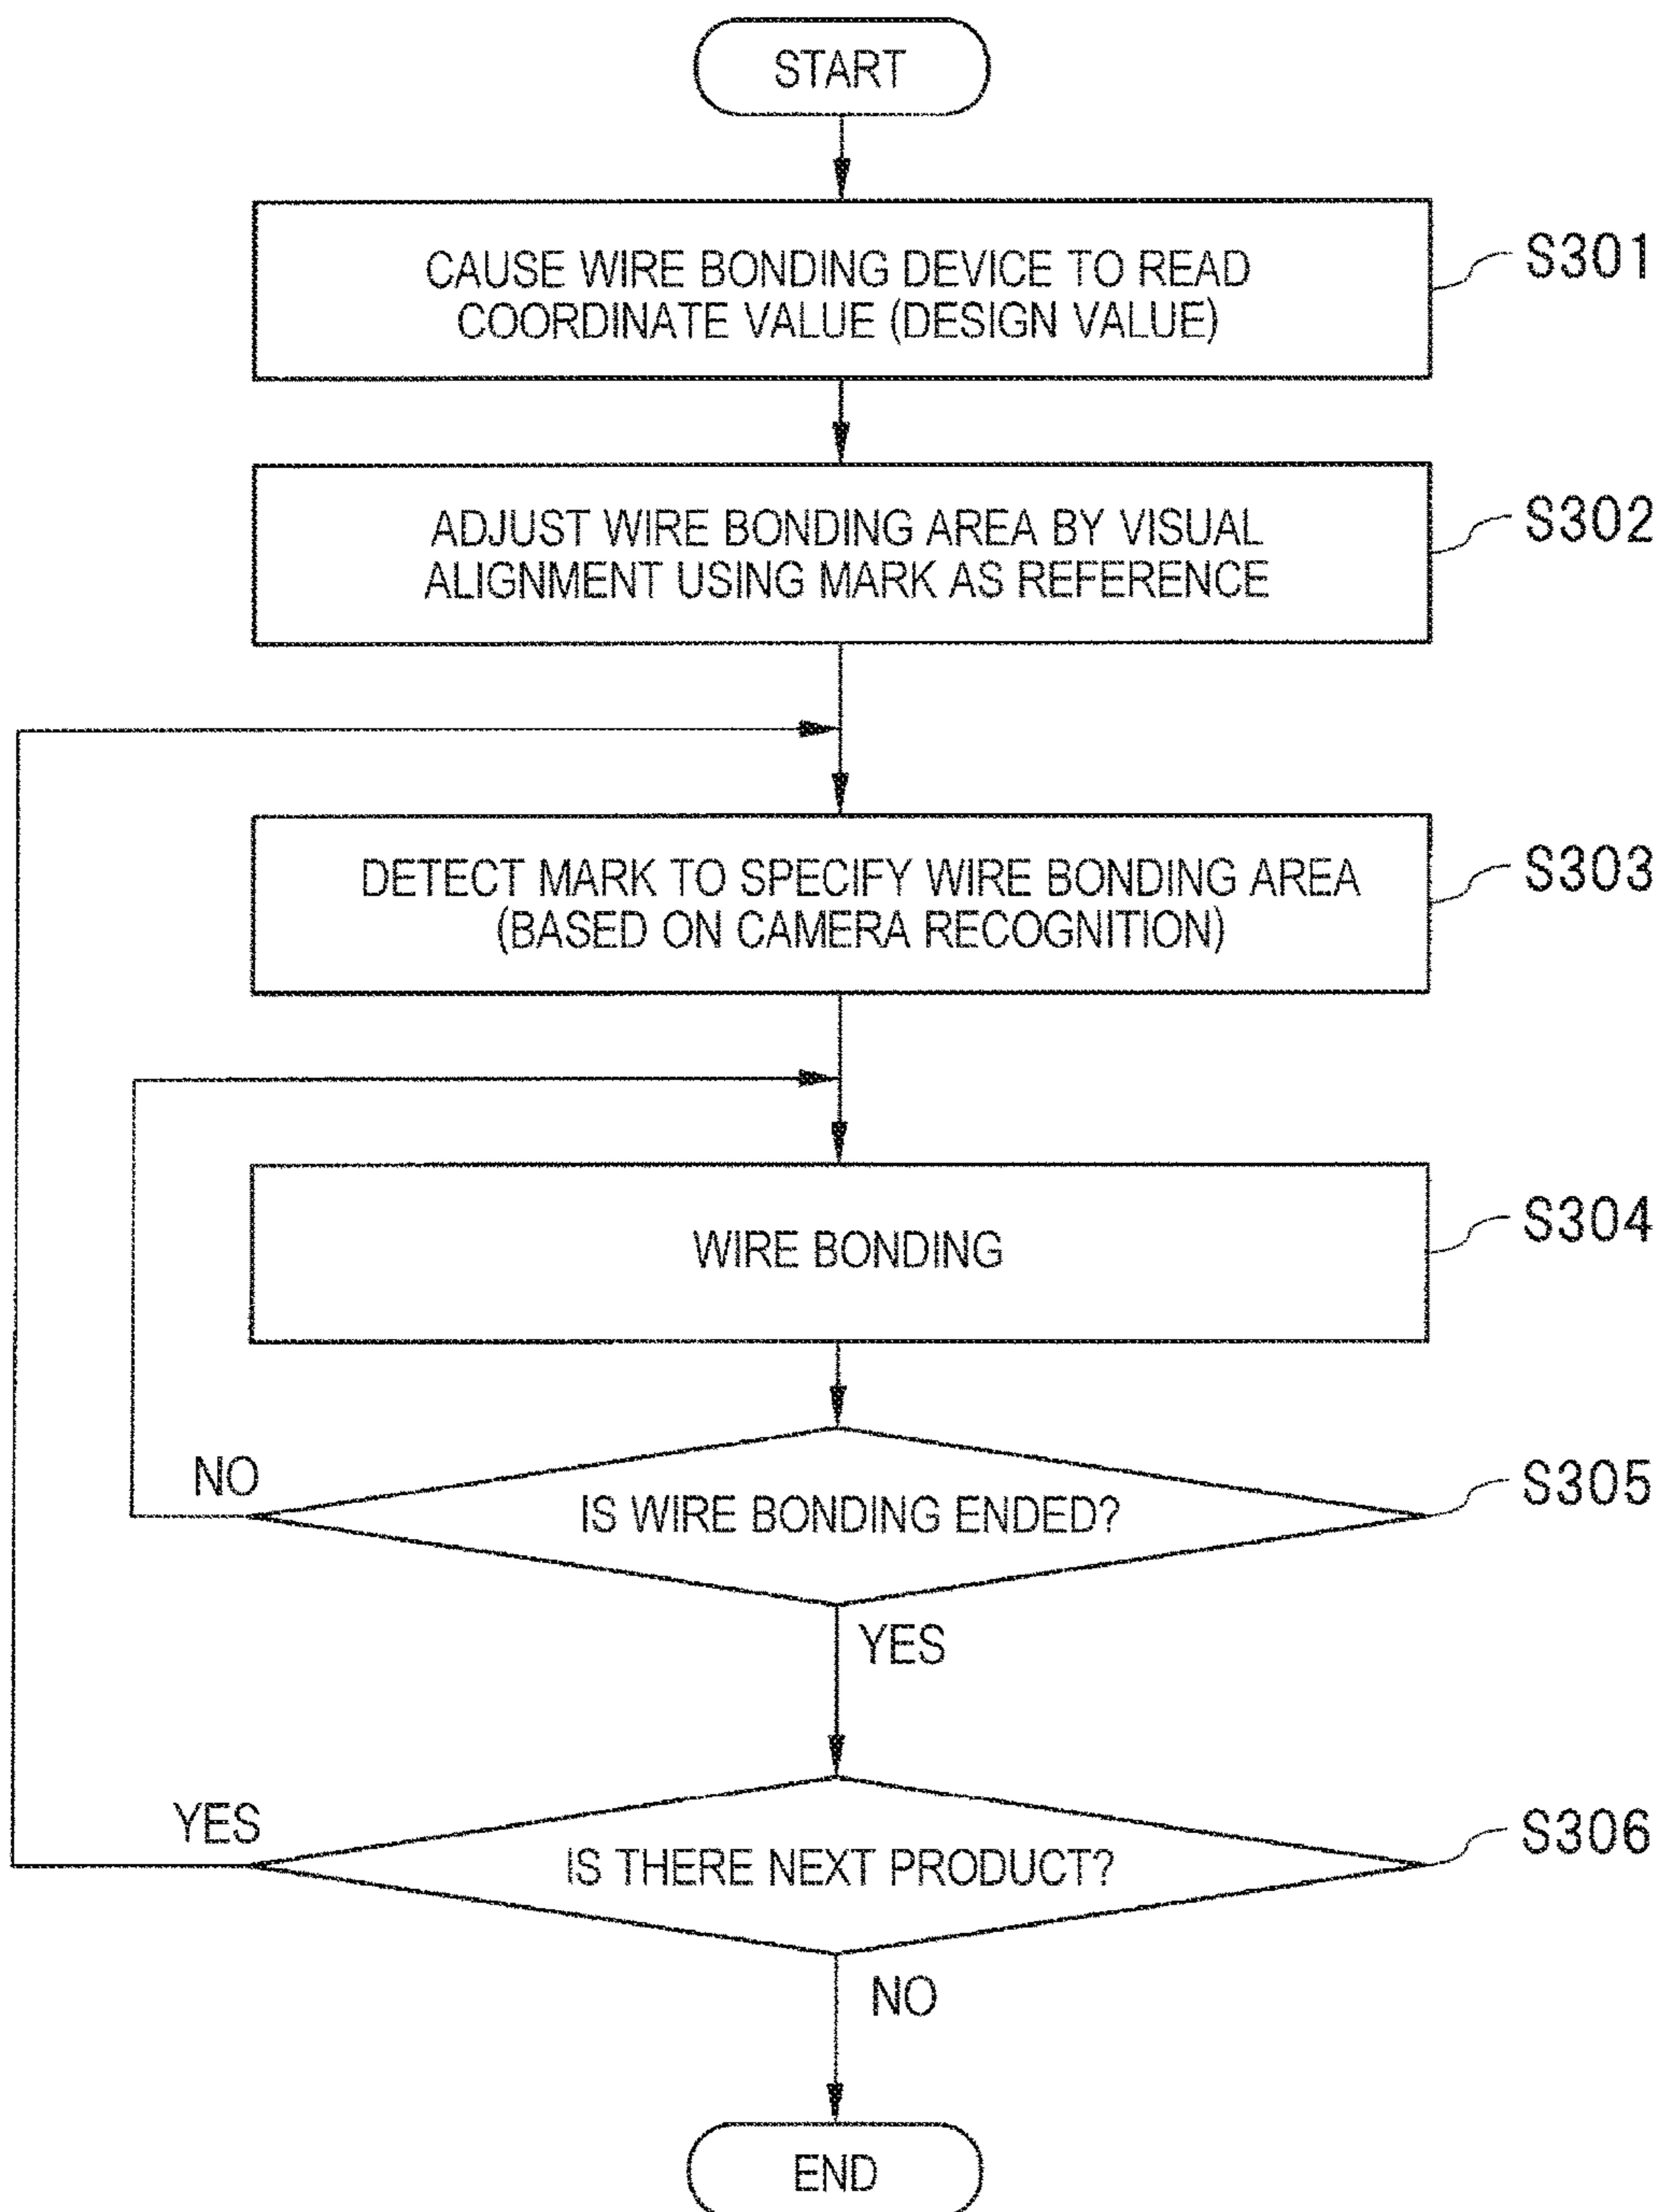 START
CAUSE WIRE BONDING DEVICE TO READ
COORDINATE VALUE (DESIGN VALUE)
S301
ADJUST WIRE BONDING AREA BY VISUAL
ALIGNMENT USING MARK AS REFERENCE
S302
DETECT MARK TO SPECIFY WIRE BONDING AREA
(BASED ON CAMERA RECOGNITION)
S303
WIRE BONDING
S304
NO
IS WIRE BONDING ENDED?
S305
YES
YES
IS THERE NEXT PRODUCT?
S306
NO
END